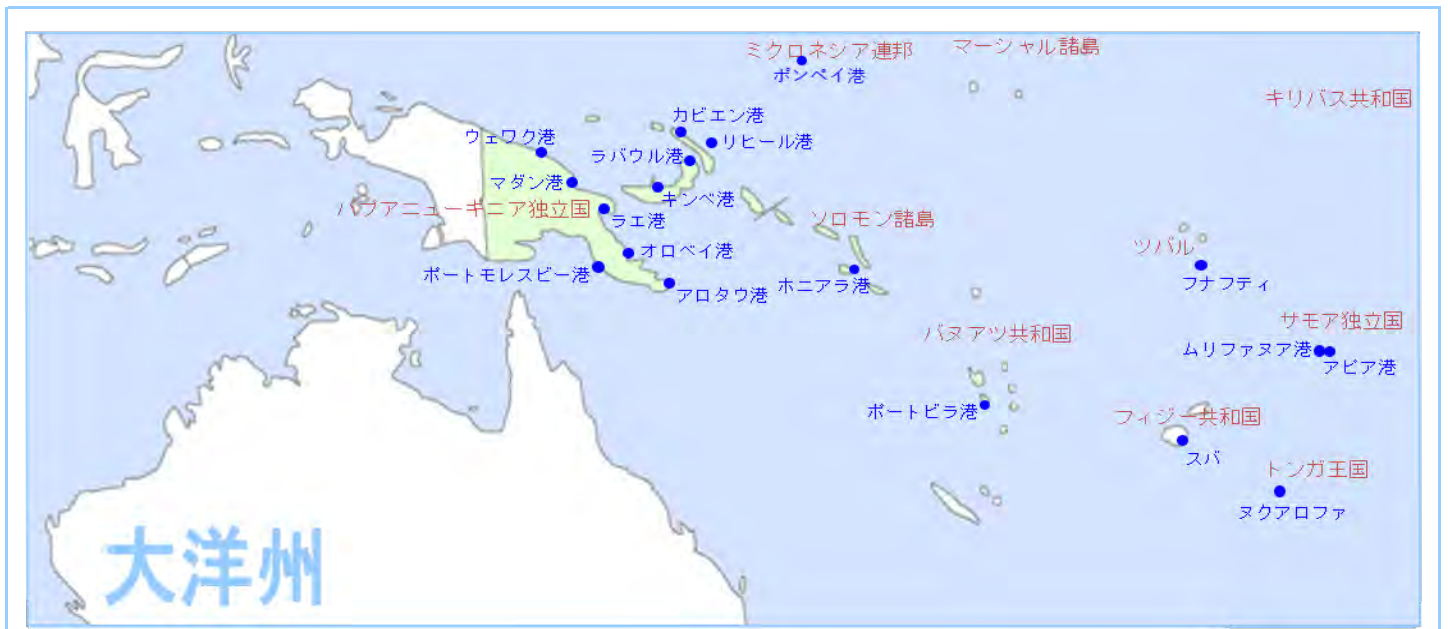 ミクロネシア連邦
マーシャル諸島
ポンペイ港
キリバス共和国
カビエン港
ウェワク港
リヒール港
ラバウル港
マダン港
キンベ港
パプアニューギニア独立国
ラエ港
ソロモン諸島
オロベイ港
ツバル
ポートモレスビー港
ホニアラ港
フナフティ
アロタウ港
サモア独立国
バヌアツ共和国
ムリファヌア港
アピア港
ポートビラ港
フィジー共和国
スバ
トンガ王国
ヌクアロファ
大洋州